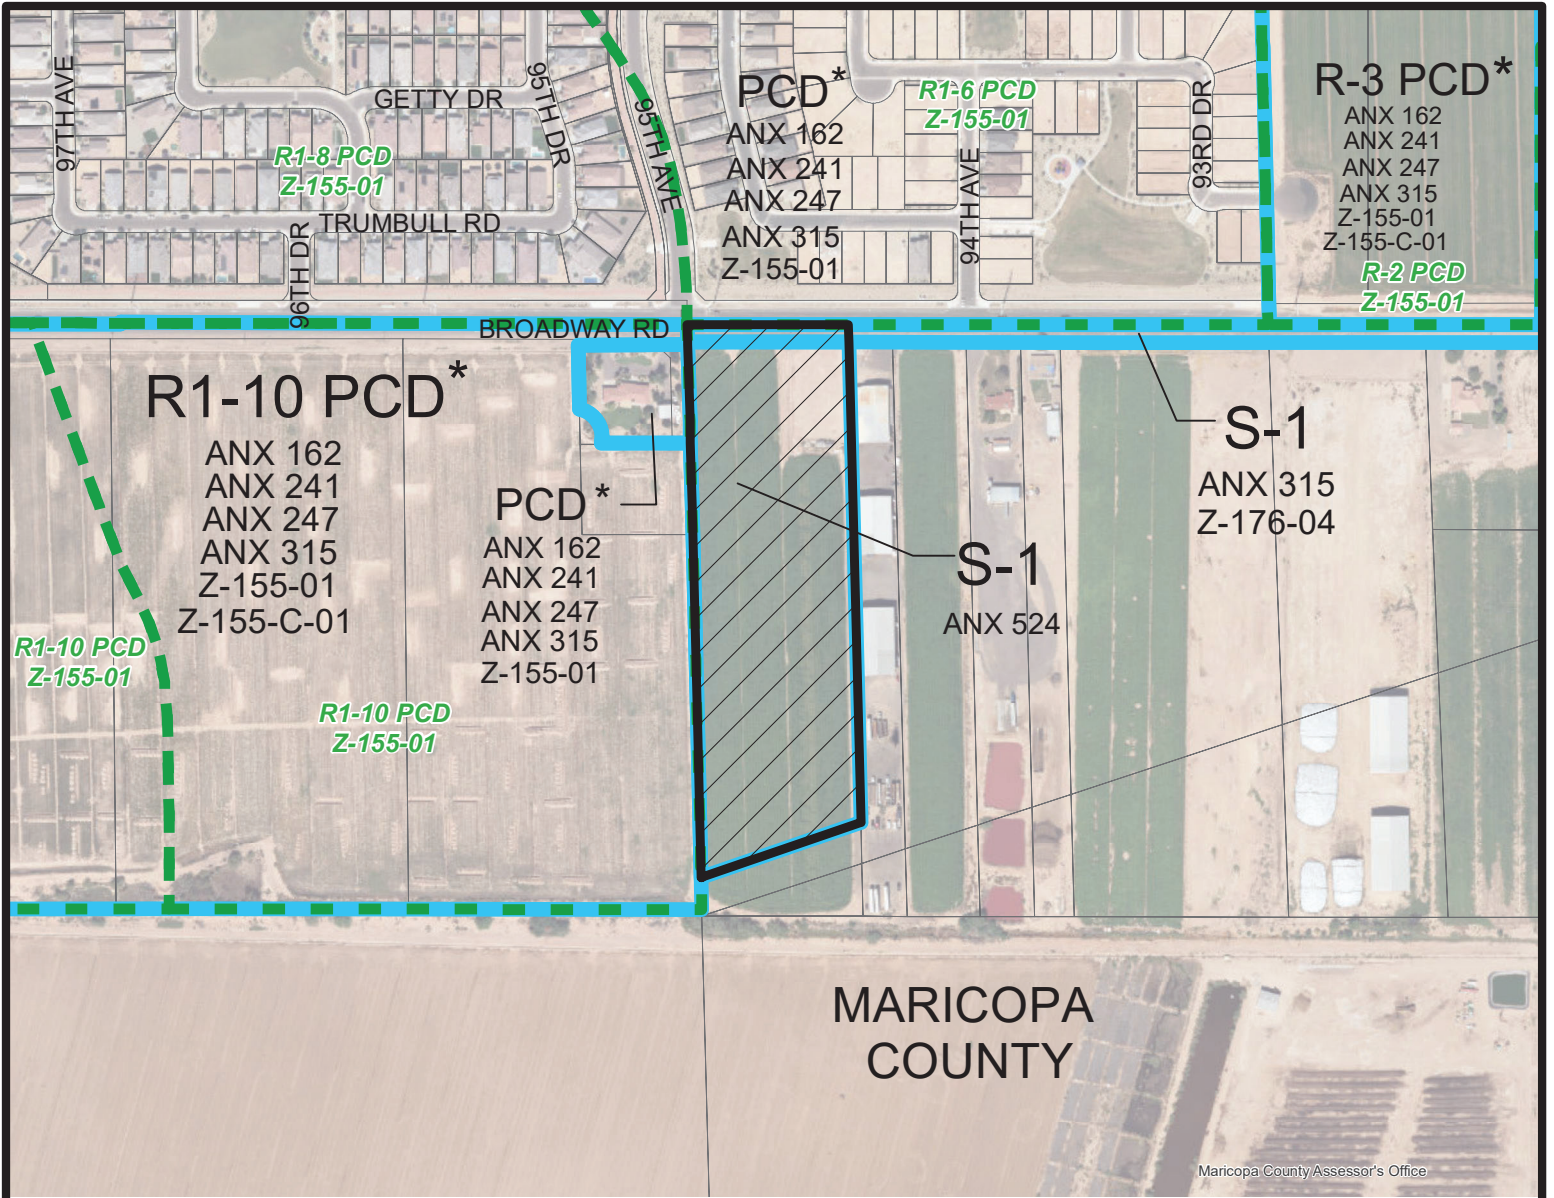 97TH AVE
GETTY DR
95TH DR
95TH AVE
R1-8 PCD
Z-155-01
TRUMBULL RD
96TH DR
PCD*
ANX 162
ANX 241
ANX 247
ANX 315
Z-155-01
R1-6 PCD
Z-155-01
94TH AVE
93RD DR
R-3 PCD*
ANX 162
ANX 241
ANX 247
ANX 315
Z-155-01
Z-155-C-01
R-2 PCD
Z-155-01
BROADWAY RD
R1-10 PCD*
ANX 162
ANX 241
ANX 247
ANX 315
Z-155-01
Z-155-C-01
PCD*
ANX 162
ANX 241
ANX 247
ANX 315
Z-155-01
S-1
ANX 315
Z-176-04
S-1
ANX 524
R1-10 PCD
Z-155-01
R1-10 PCD
Z-155-01
MARICOPA
COUNTY
Maricopa County Assessor's Office